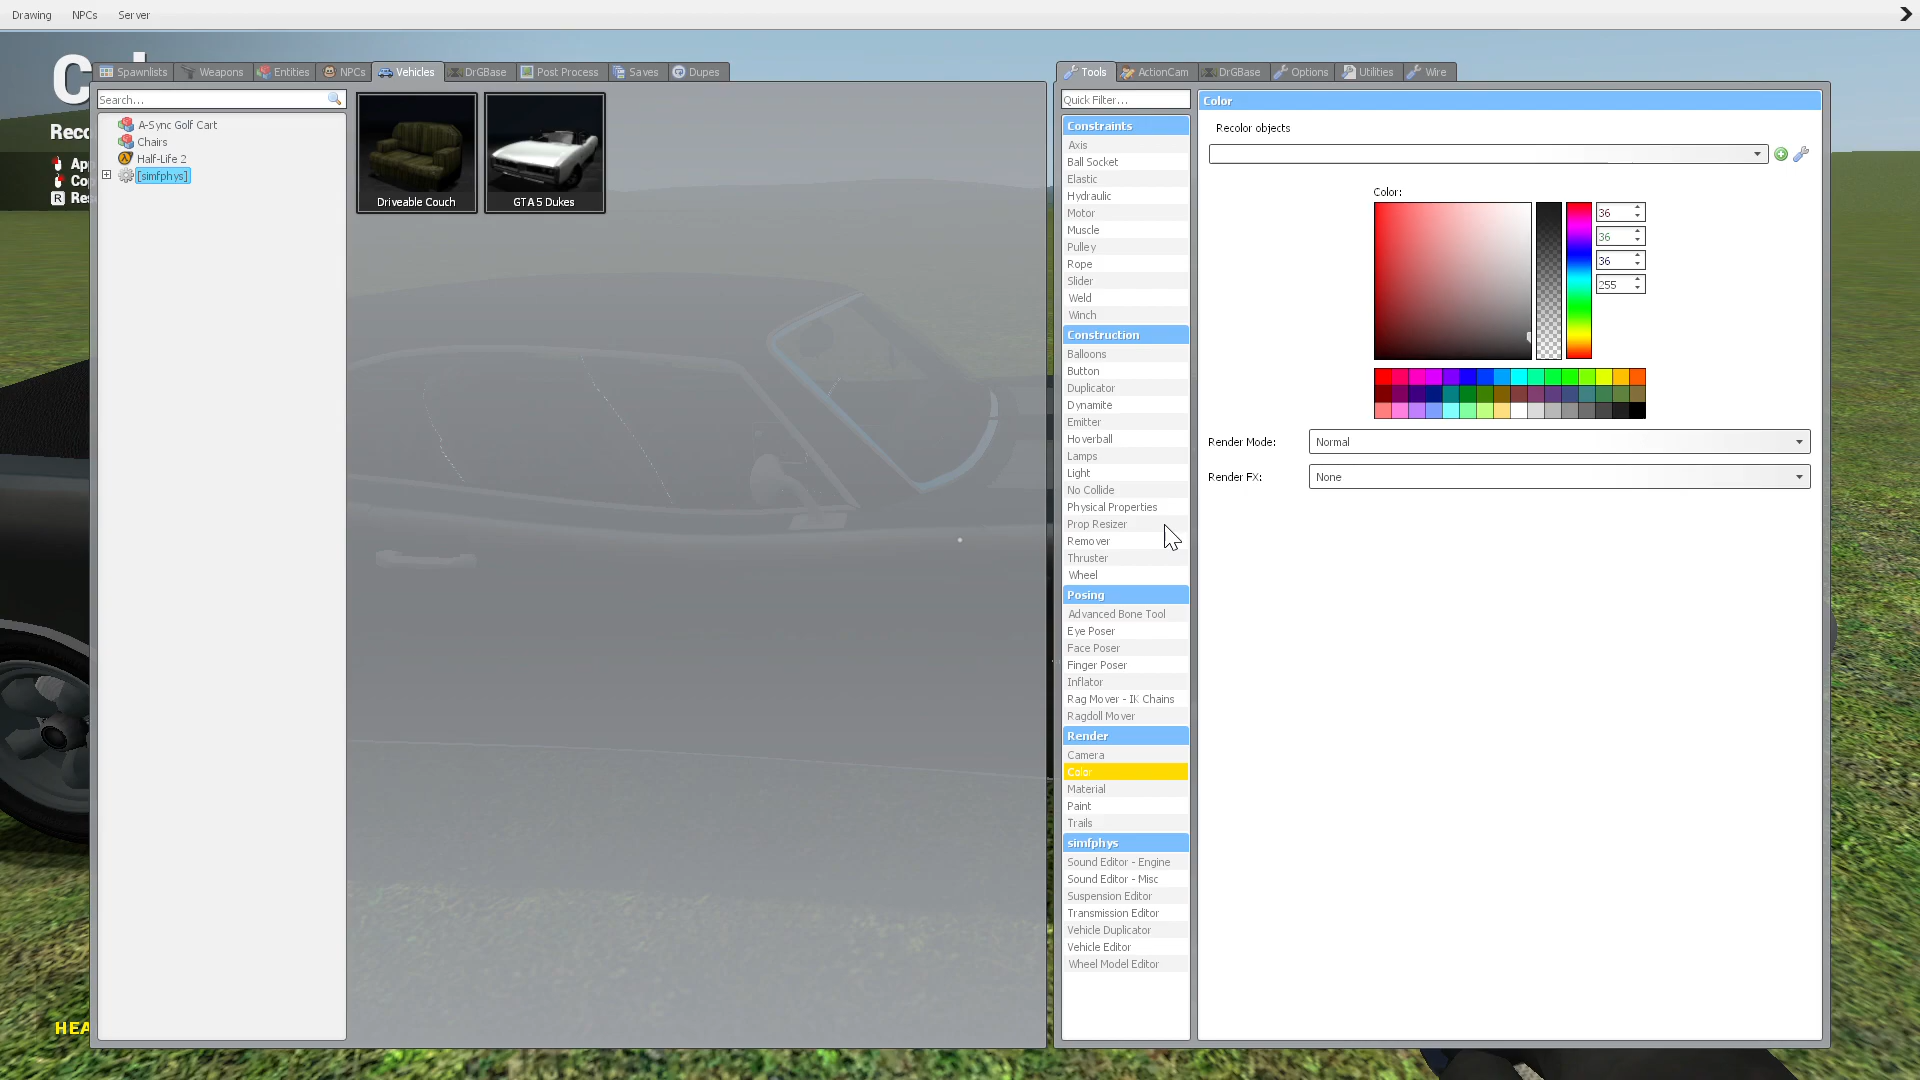 Drawing NPCs Server
Spawnlists Weapons Entities NPCs Vehicles DrGBase Post Process Saves Dupes
Search...
A-Sync Golf Cart
Chairs
Half-Life 2
[simfphys]
Driveable Couch
GTA 5 Dukes
Reco
R Res
HEA
Tools ActionCam DrGBase Options Utilities Wire
Quick Filter...
Constraints
Axis
Ball Socket
Elastic
Hydraulic
Motor
Muscle
Pulley
Rope
Slider
Weld
Winch
Construction
Balloons
Button
Duplicator
Dynamite
Emitter
Hoverball
Lamps
Light
No Collide
Physical Properties
Prop Resizer
Remover
Thruster
Wheel
Posing
Advanced Bone Tool
Eye Poser
Face Poser
Finger Poser
Inflator
Rag Mover - IK Chains
Ragdoll Mover
Render
Camera
Color
Material
Paint
Trails
simfphys
Sound Editor - Engine
Sound Editor - Misc
Suspension Editor
Transmission Editor
Vehicle Duplicator
Vehicle Editor
Wheel Model Editor
Color
Recolor objects
Color:
36
36
36
255
Render Mode: Normal
Render FX: None